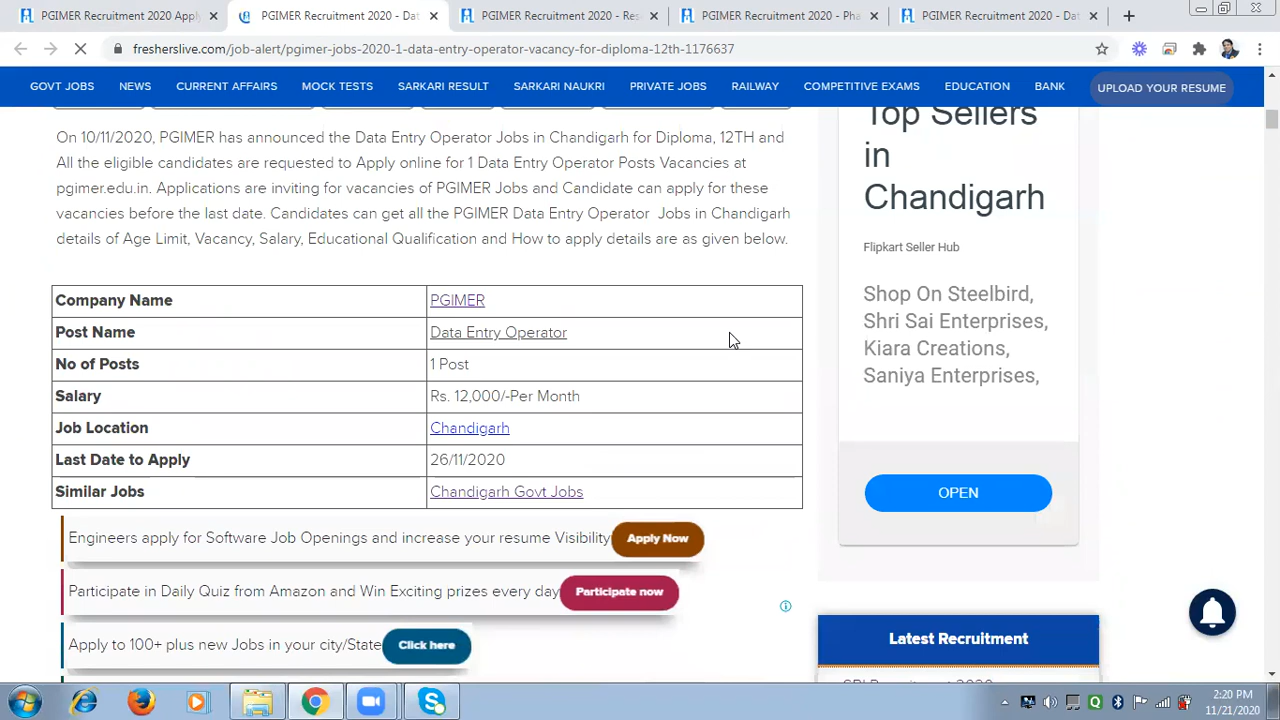 PGIMER Recruitment 2020 Appl
PGIMER Recruitment 2020 - Dat
PGIMER Recruitment 2020 - Res
PGIMER Recruitment 2020 - Pha
PGIMER Recruitment 2020 - Dat
fresherslive.com/job-alert/pgimer-jobs-2020-1-data-entry-operator-vacancy-for-diploma-12th-1176637
GOVT JOBS NEWS CURRENT AFFAIRS MOCK TESTS SARKARI RESULT SARKARI NAUKRI PRIVATE JOBS RAILWAY COMPETITIVE EXAMS EDUCATION BANK UPLOAD YOUR RESUME
On 10/11/2020, PGIMER has announced the Data Entry Operator Jobs in Chandigarh for Diploma, 12TH and
All the eligible candidates are requested to Apply online for 1 Data Entry Operator Posts Vacancies at
pgimer.edu.in. Applications are inviting for vacancies of PGIMER Jobs and Candidate can apply for these
vacancies before the last date. Candidates can get all the PGIMER Data Entry Operator Jobs in Chandigarh
details of Age Limit, Vacancy, Salary, Educational Qualification and How to apply details are as given below.
Company Name PGIMER
Post Name Data Entry Operator
No of Posts 1 Post
Salary Rs. 12,000/-Per Month
Job Location Chandigarh
Last Date to Apply 26/11/2020
Similar Jobs Chandigarh Govt Jobs
Engineers apply for Software Job Openings and increase your resume Visibility Apply Now
Participate in Daily Quiz from Amazon and Win Exciting prizes every day Participate now
Apply to 100+ plus new Jobs in your city/State Click here
Top Sellers
in
Chandigarh
Flipkart Seller Hub
Shop On Steelbird,
Shri Sai Enterprises,
Kiara Creations,
Saniya Enterprises,
OPEN
Latest Recruitment
2:20 PM
11/21/2020